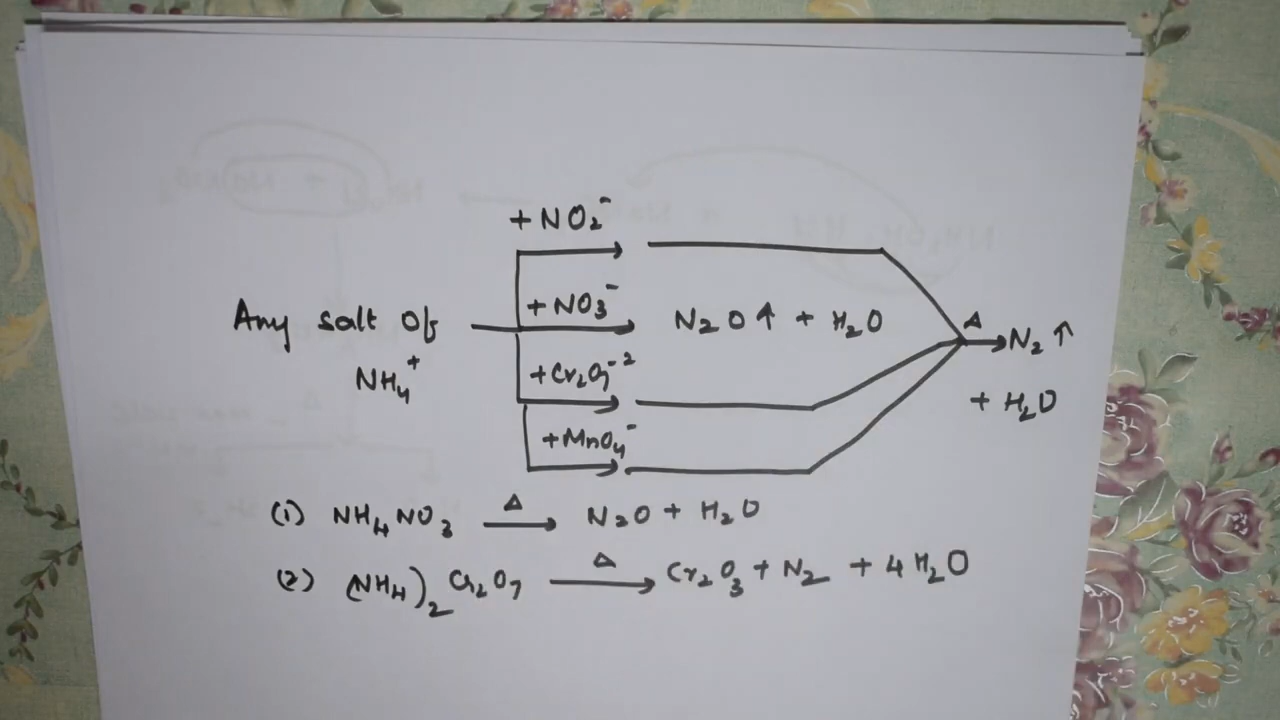 + NO₂⁻
Any salt of + NO₃⁻ N₂O↑ + H₂O Δ N₂↑
NH₄⁺ + Cr₂O₇⁻² + H₂O
+ MnO₄⁻
(1) NH₄NO₃ Δ→ N₂O + H₂O
(2) (NH₄)₂Cr₂O₇ Δ→ Cr₂O₃ + N₂ + 4H₂O